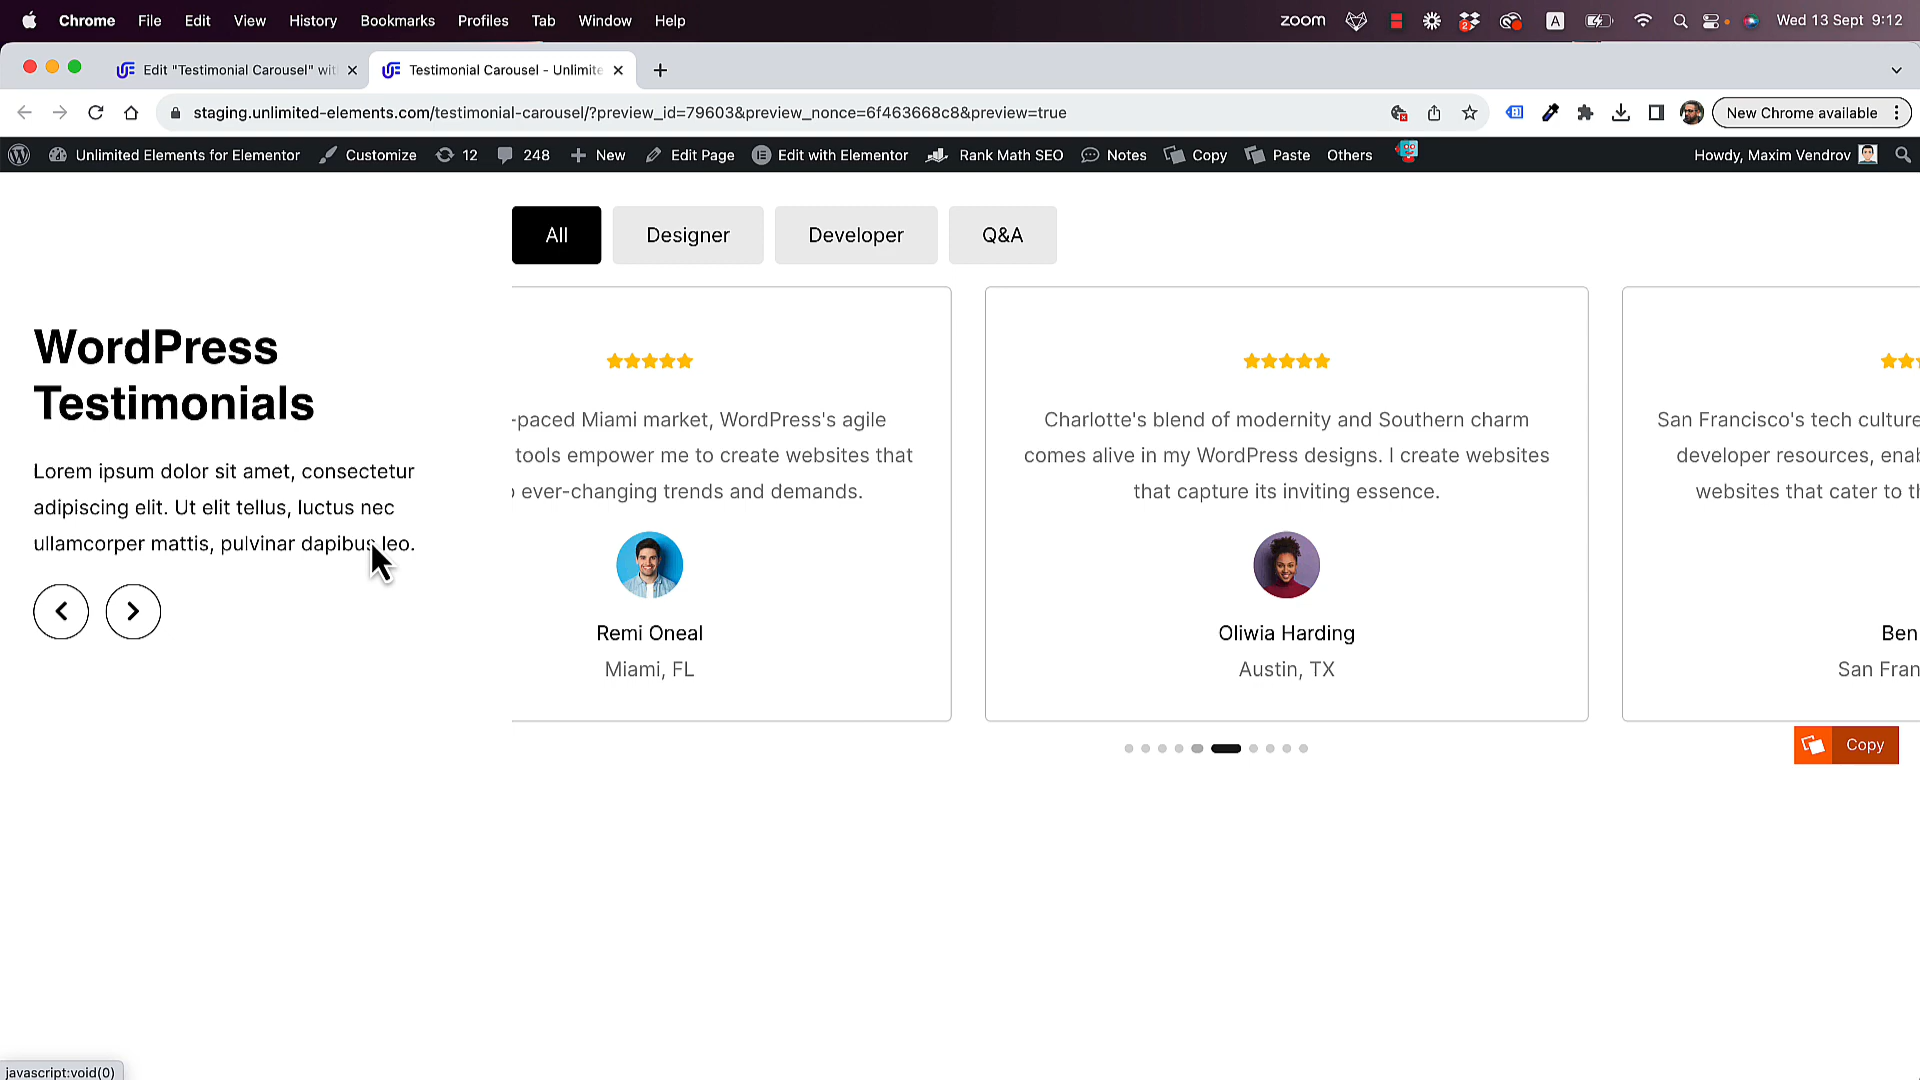 Chrome File Edit View History Bookmarks Profiles Tab Window Help zoom A 2 Wed 13 Sept 9:12
Edit "Testimonial Carousel" wit
Testimonial Carousel - Unlimite
staging.unlimited-elements.com/testimonial-carousel/?preview_id=79603&preview_nonce=6f463668c8&preview=true
New Chrome available
Unlimited Elements for Elementor Customize 12 248 New Edit Page Edit with Elementor Rank Math SEO Notes Copy Paste Others Howdy, Maxim Vendrov
All Designer Developer Q&A
WordPress
Testimonials
Lorem ipsum dolor sit amet, consectetur
adipiscing elit. Ut elit tellus, luctus nec
ullamcorper mattis, pulvinar dapibus leo.
-paced Miami market, WordPress's agile
tools empower me to create websites that
ever-changing trends and demands.
Remi Oneal
Miami, FL
Charlotte's blend of modernity and Southern charm
comes alive in my WordPress designs. I create websites
that capture its inviting essence.
Oliwia Harding
Austin, TX
San Francisco's tech culture
developer resources, enab
websites that cater to th
Ben
San Fran
Copy
javascript:void(0)